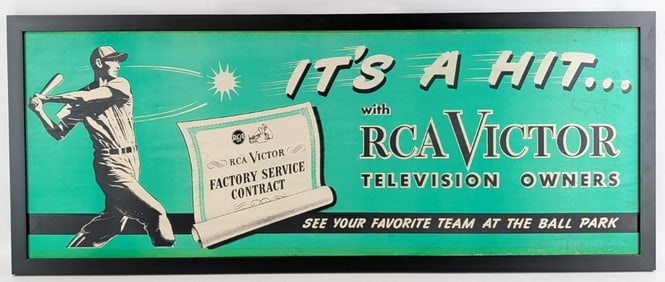 IT'S A HIT...
with
RCA VICTOR
TELEVISION OWNERS
SEE YOUR FAVORITE TEAM AT THE BALL PARK
RCA
RCA VICTOR
FACTORY SERVICE
CONTRACT